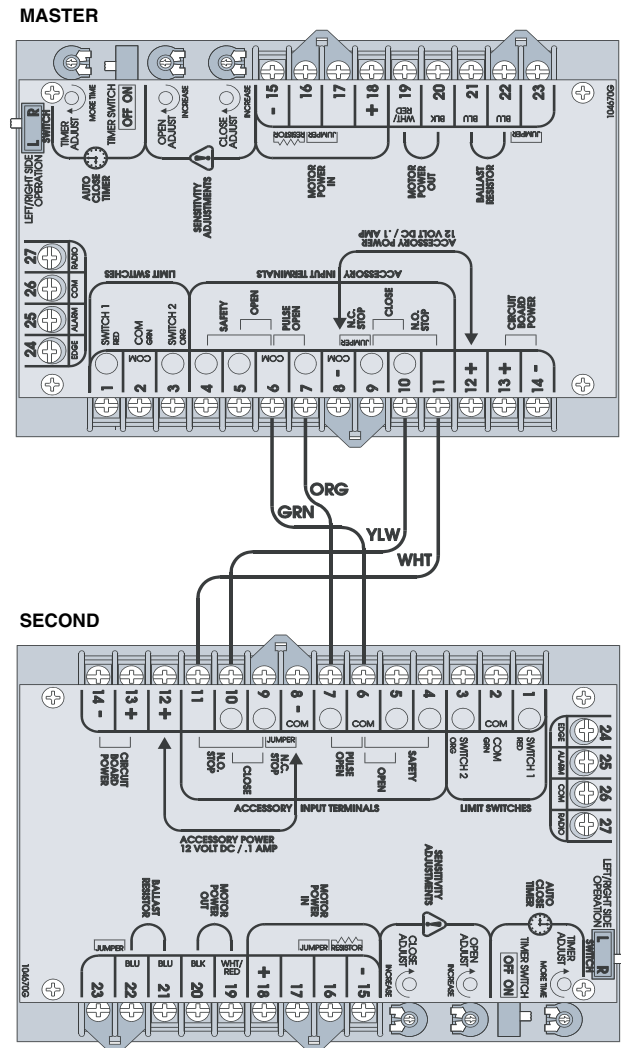 MASTER
15 -
16
17
18 +
19
20
21
22
23
104670G
RESISTOR
JUMPER
WHT/RED
BLK
BLU
BLU
JUMPER
L R
SWITCH
TIMER ADJUST
MORE TIME
TIMER SWITCH
OFF ON
OPEN ADJUST
INCREASE
CLOSE ADJUST
INCREASE
LEFT/RIGHT SIDE OPERATION
AUTO CLOSE TIMER
SENSITIVITY ADJUSTMENTS
MOTOR POWER IN
MOTOR POWER OUT
BALLAST RESISTOR
ACCESSORY POWER
12 VOLT DC / .1 AMP
27 RADIO
26 COM
25 ALARM
24 EDGE
LIMIT SWITCHES
ACCESSORY INPUT TERMINALS
SWITCH 1 RED
COM GRN
SWITCH 2 ORG
SAFETY
OPEN
PULSE OPEN
N.C. STOP
JUMPER
CLOSE
N.O. STOP
CIRCUIT BOARD POWER
COM
COM
COM
1
2
3
4
5
6
7
8 -
9
10
11
12 +
13 +
14 -
ORG
GRN
YLW
WHT
SECOND
14 -
13 +
12 +
11
10
9
8 -
7
6
5
4
3
2
1
COM
COM
COM
CIRCUIT BOARD POWER
N.O. STOP
CLOSE
JUMPER
N.C. STOP
PULSE OPEN
OPEN
SAFETY
SWITCH 2 ORG
COM GRN
SWITCH 1 RED
ACCESSORY INPUT TERMINALS
LIMIT SWITCHES
EDGE 24
ALARM 25
COM 26
RADIO 27
ACCESSORY POWER
12 VOLT DC / .1 AMP
BALLAST RESISTOR
MOTOR POWER OUT
MOTOR POWER IN
SENSITIVITY ADJUSTMENTS
AUTO CLOSE TIMER
LEFT/RIGHT SIDE OPERATION
JUMPER
BLU
BLU
BLK
WHT/RED
JUMPER
RESISTOR
CLOSE ADJUST
INCREASE
OPEN ADJUST
INCREASE
TIMER SWITCH
OFF ON
MORE TIME
TIMER ADJUST
SWITCH
L R
104670G
23
22
21
20
19
18 +
17
16
15 -